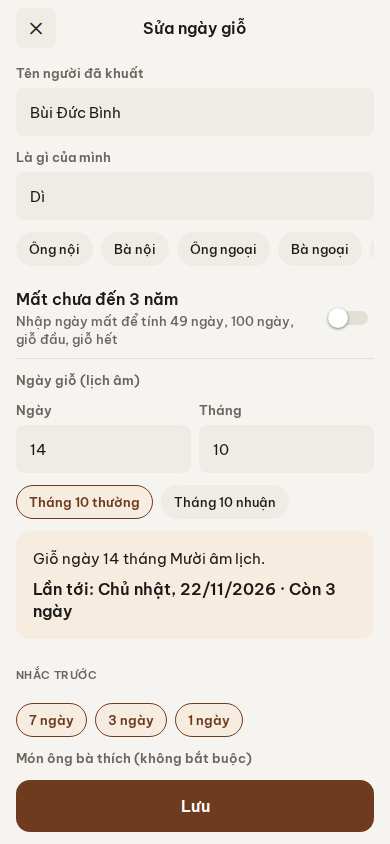 Sửa ngày giỗ
Tên người đã khuất
Bùi Đức Bình
Là gì của mình
Dì
Ông nội
Bà nội
Ông ngoại
Bà ngoại
Mất chưa đến 3 năm
Nhập ngày mất để tính 49 ngày, 100 ngày,
giỗ đầu, giỗ hết
Ngày giỗ (lịch âm)
Ngày
Tháng
14
10
Tháng 10 thường
Tháng 10 nhuận
Giỗ ngày 14 tháng Mười âm lịch.
Lần tới: Chủ nhật, 22/11/2026 · Còn 3
ngày
NHẮC TRƯỚC
7 ngày
3 ngày
1 ngày
Món ông bà thích (không bắt buộc)
Lưu